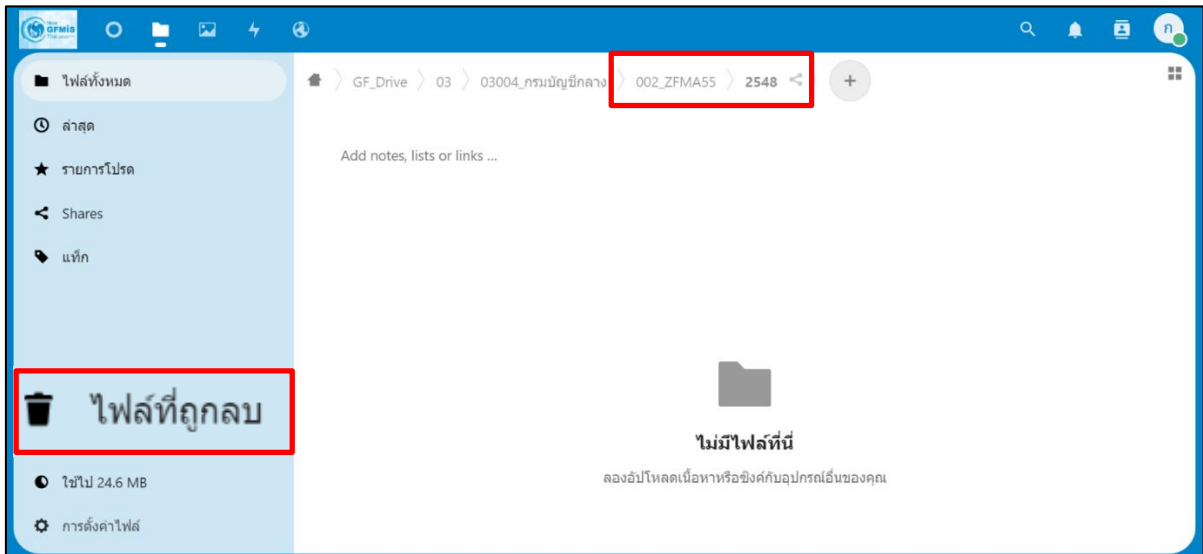 New
GFMIS
Thai
ก
ไฟล์ทั้งหมด
GF_Drive 03 03004_กรมบัญชีกลาง 002_ZFMA55 2548 +
ล่าสุด
Add notes, lists or links ...
รายการโปรด
Shares
แท็ก
ไฟล์ที่ถูกลบ
ไม่มีไฟล์ที่นี่
ลองอัปโหลดเนื้อหาหรือซิงค์กับอุปกรณ์อื่นของคุณ
ใช้ไป 24.6 MB
การตั้งค่าไฟล์